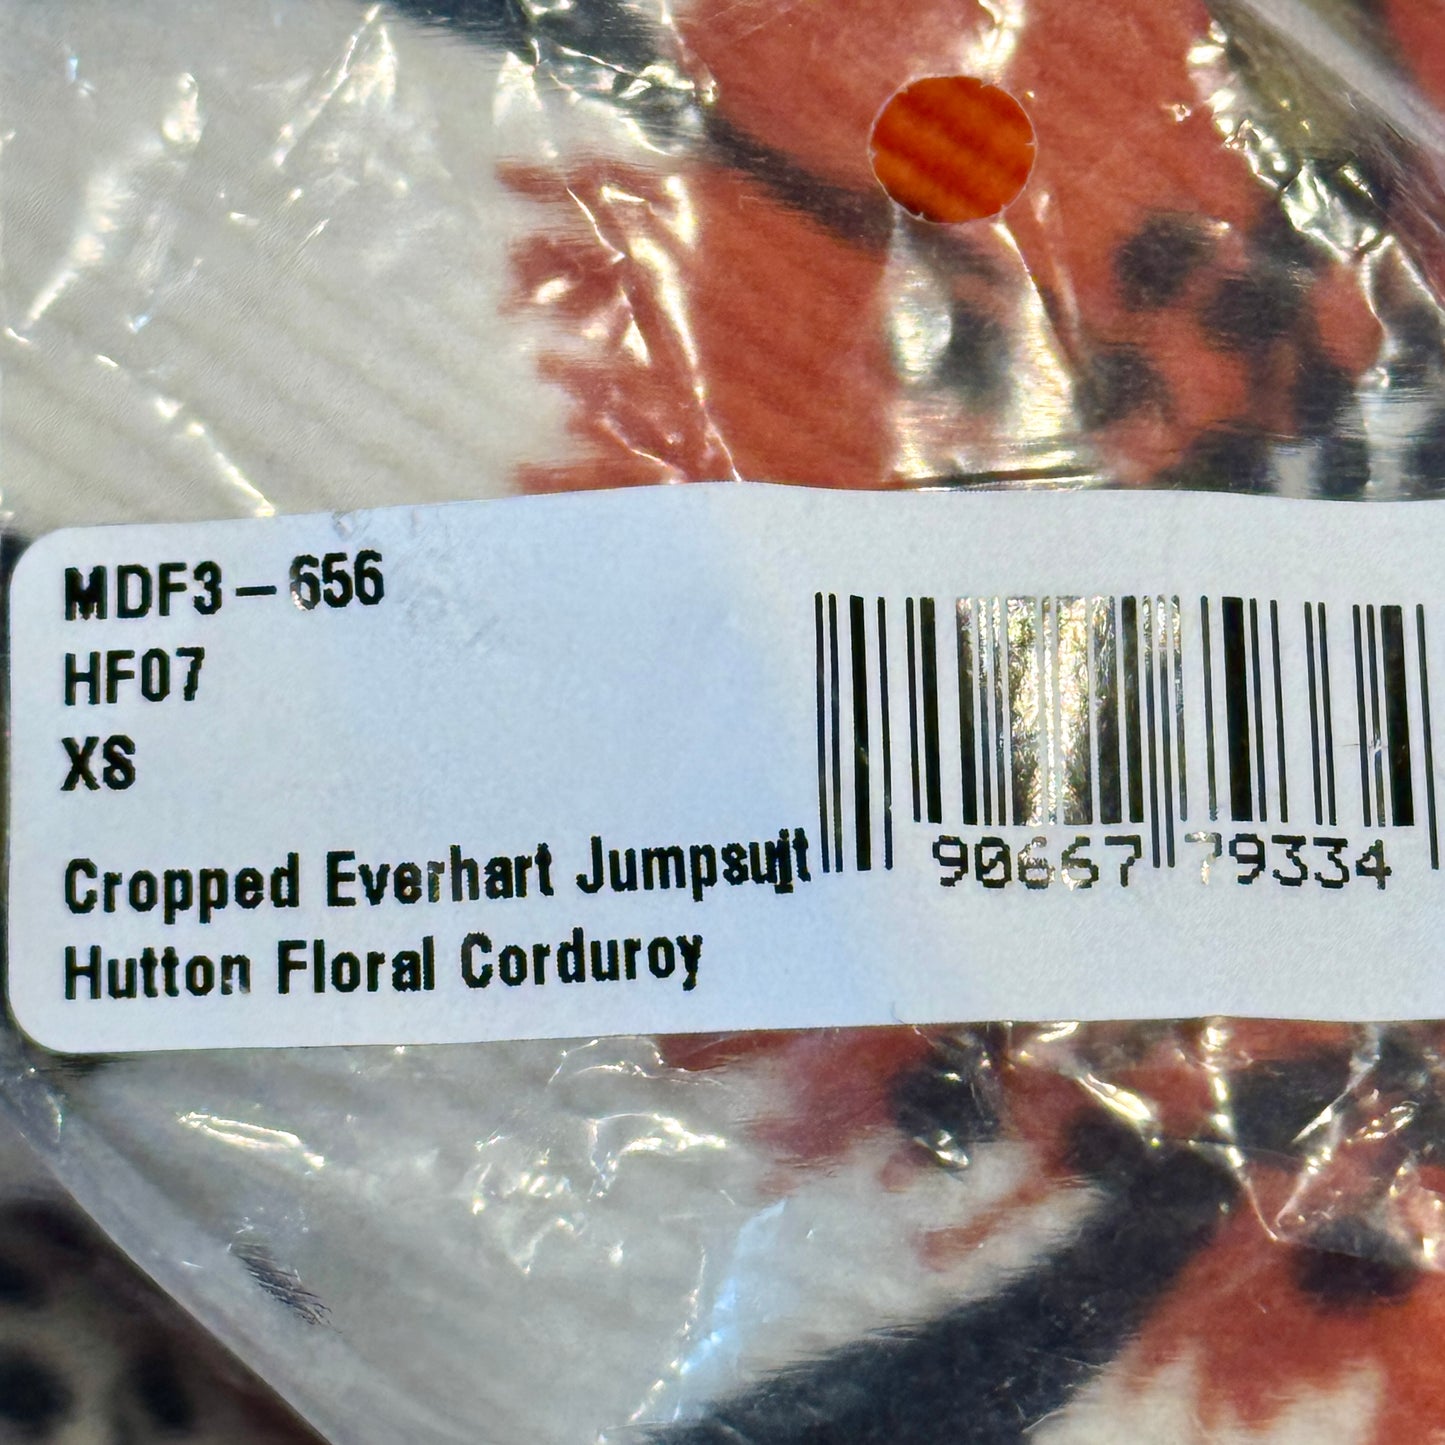 MDF3-656
HF07
XS
Cropped Everhart Jumpsuit
Hutton Floral Corduroy
90667 79334